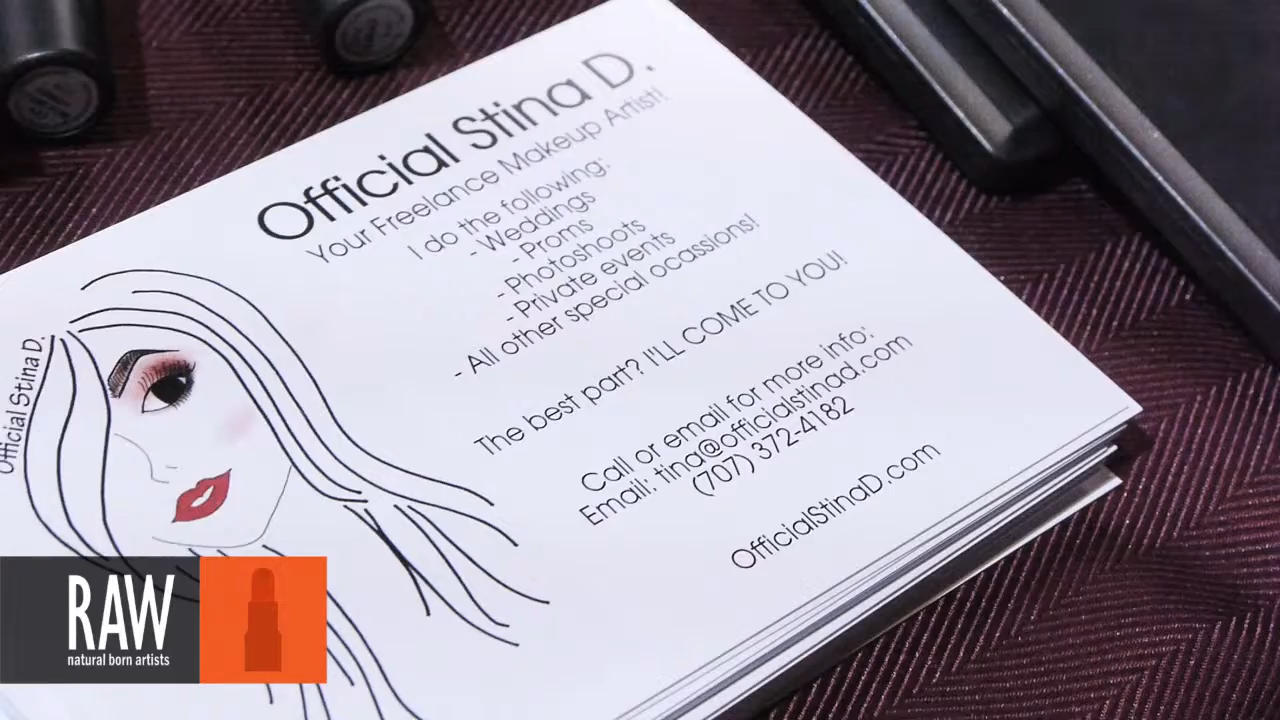 Official Stina D.
Your Freelance Makeup Artist!
I do the following:
- Weddings
- Proms
- Photoshoots
- Private events
- All other special ocassions!
The best part? I'LL COME TO YOU!
Call or email for more info:
Email: tina@officialstinad.com
(707) 372-4182
OfficialStinaD.com
Official Stina D.
RAW
natural born artists